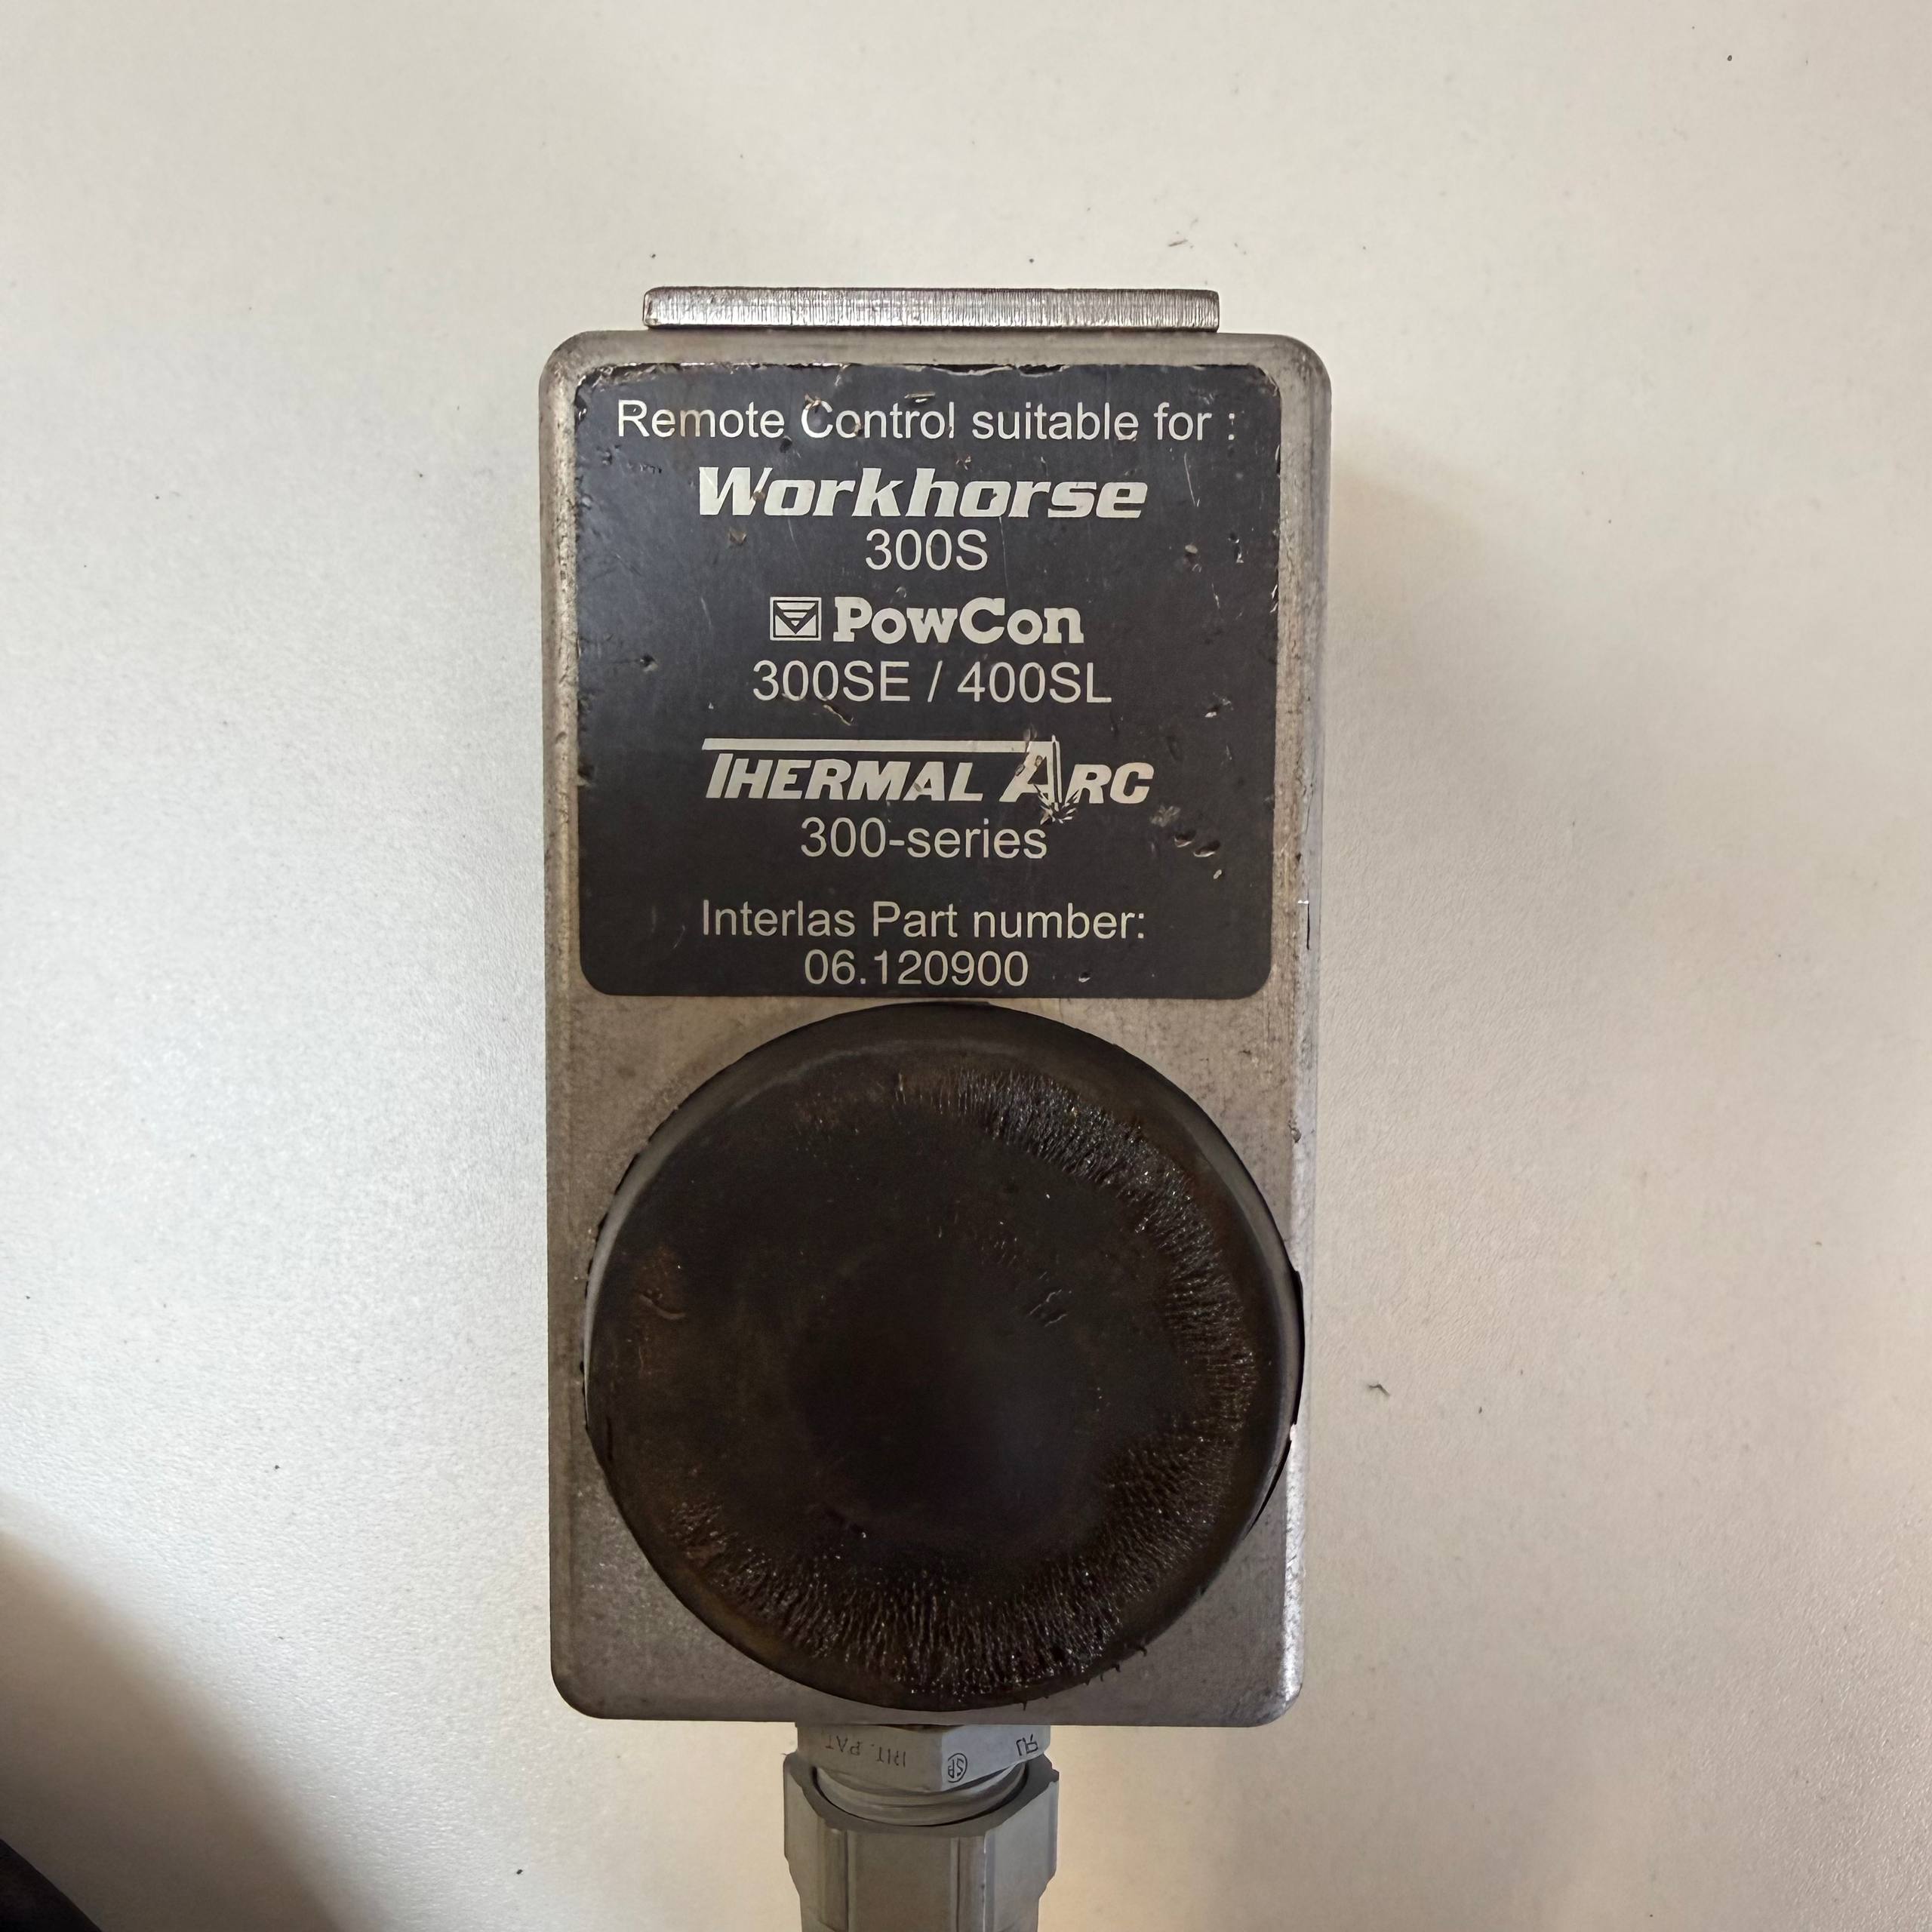 Remote Control suitable for :
Workhorse
300S
PowCon
300SE / 400SL
THERMAL ARC
300-series
Interlas Part number:
06.120900